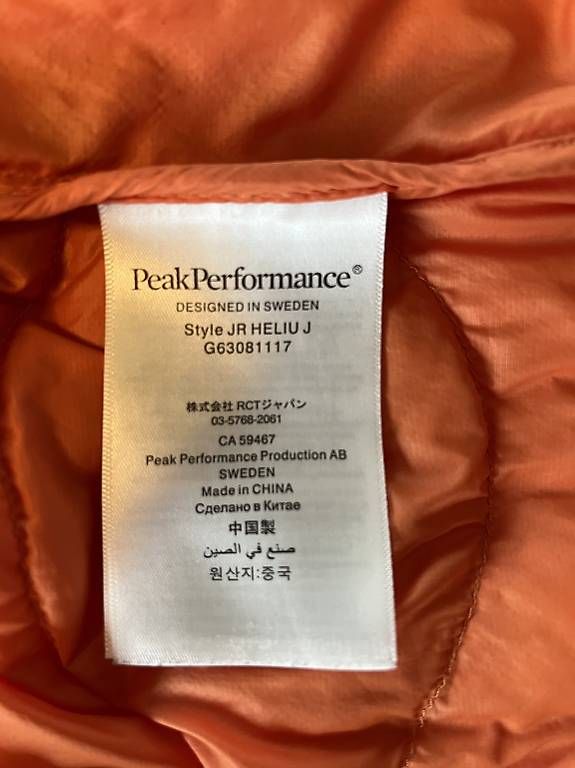 PeakPerformance®
DESIGNED IN SWEDEN
Style JR HELIU J
G63081117
株式会社 RCTジャパン
03-5768-2061
CA 59467
Peak Performance Production AB
SWEDEN
Made in CHINA
Сделано в Китае
中国製
صنع في الصين
원산지:중국